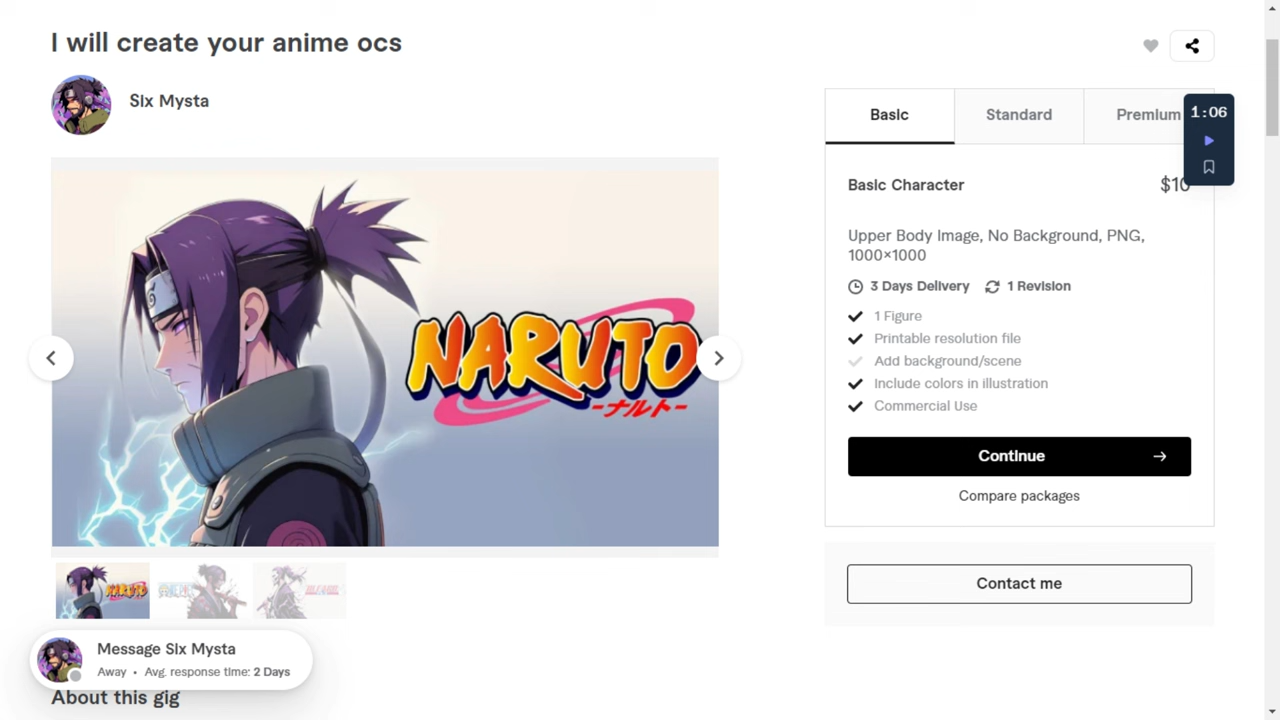 I will create your anime ocs
Six Mysta
NARUTO
-ナルト-
Message Six Mysta
Away • Avg. response time: 2 Days
About this gig
Basic
Standard
Premium
1:06
Basic Character
$10
Upper Body Image, No Background, PNG,
1000×1000
3 Days Delivery
1 Revision
1 Figure
Printable resolution file
Add background/scene
Include colors in illustration
Commercial Use
Continue
Compare packages
Contact me